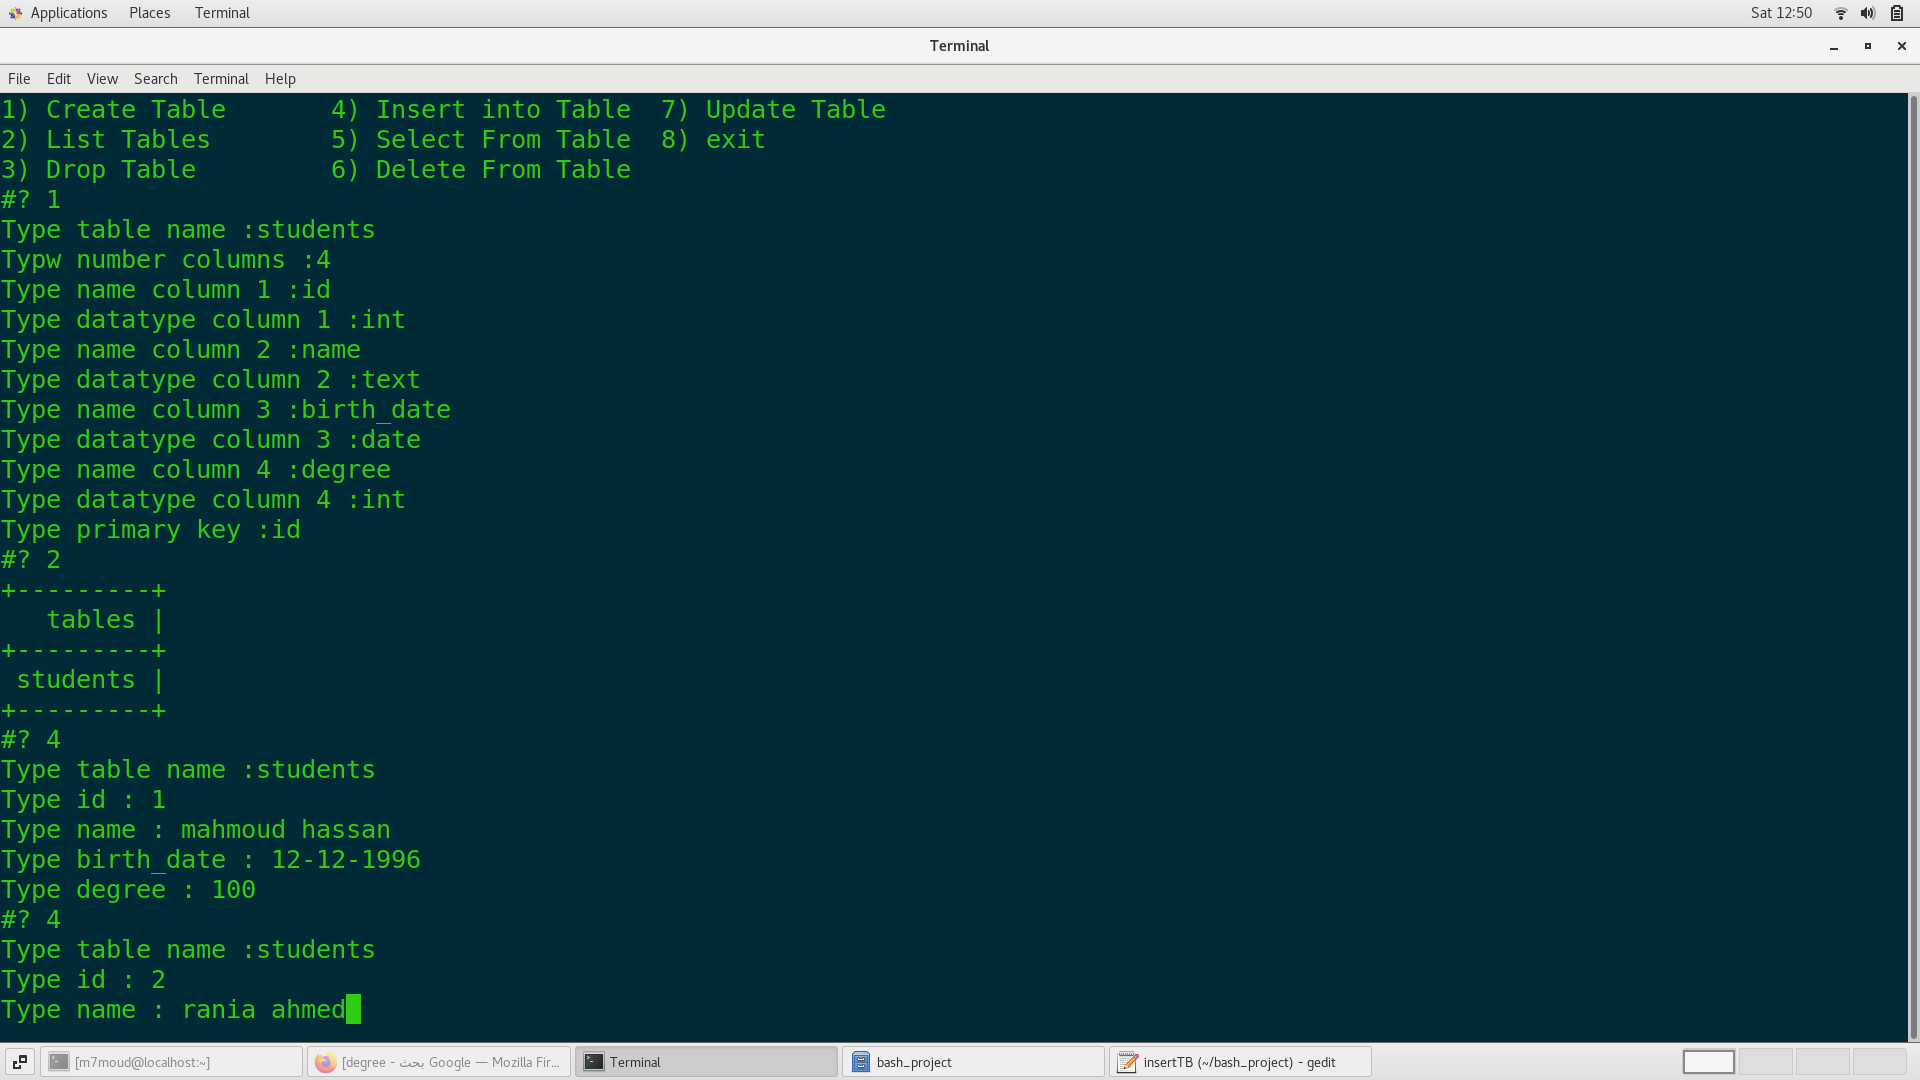 Applications Places Terminal Sat 12:50
Terminal
File Edit View Search Terminal Help
1) Create Table 4) Insert into Table 7) Update Table
2) List Tables 5) Select From Table 8) exit
3) Drop Table 6) Delete From Table
#? 1
Type table name :students
Typw number columns :4
Type name column 1 :id
Type datatype column 1 :int
Type name column 2 :name
Type datatype column 2 :text
Type name column 3 :birth_date
Type datatype column 3 :date
Type name column 4 :degree
Type datatype column 4 :int
Type primary key :id
#? 2
+---------+
tables |
+---------+
students |
+---------+
#? 4
Type table name :students
Type id : 1
Type name : mahmoud hassan
Type birth_date : 12-12-1996
Type degree : 100
#? 4
Type table name :students
Type id : 2
Type name : rania ahmed
[m7moud@localhost:~] [degree - بحث Google — Mozilla Fir... Terminal bash_project insertTB (~/bash_project) - gedit